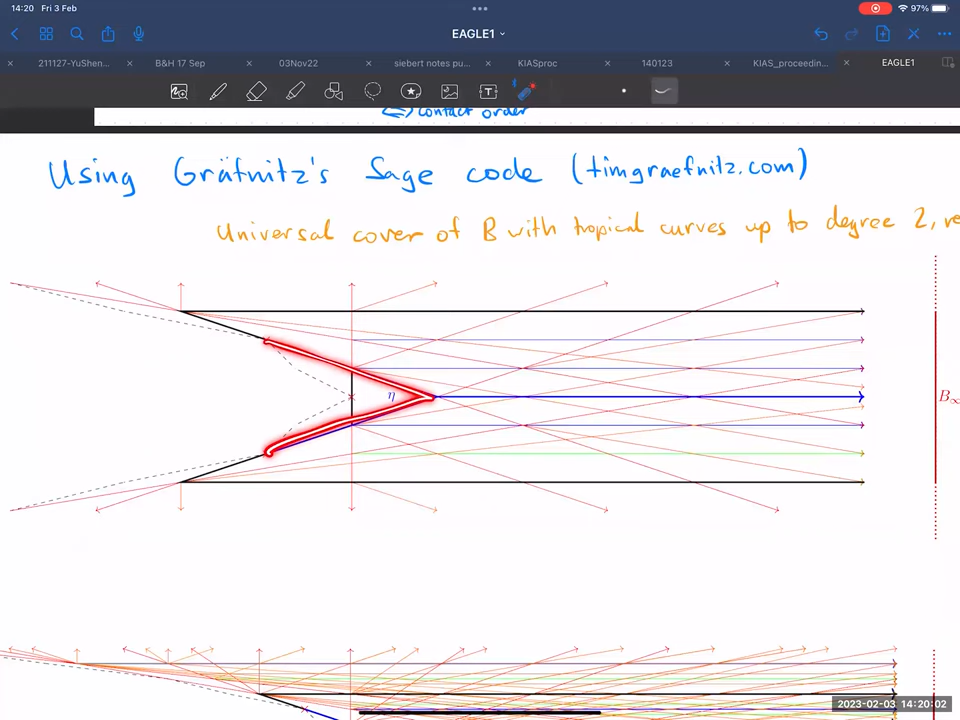 14:20 Fri 3 Feb
97%
EAGLE1
211127-YuShen...
B&H 17 Sep
03Nov22
siebert notes pu...
KIASproc
140123
KIAS_proceedin...
EAGLE1
T
⟺ contact order
Using Gräfnitz's Sage code (timgraefnitz.com)
Universal cover of B with tropical curves up to degree 2, re
η
B∞
2023-02-03 14:20:02